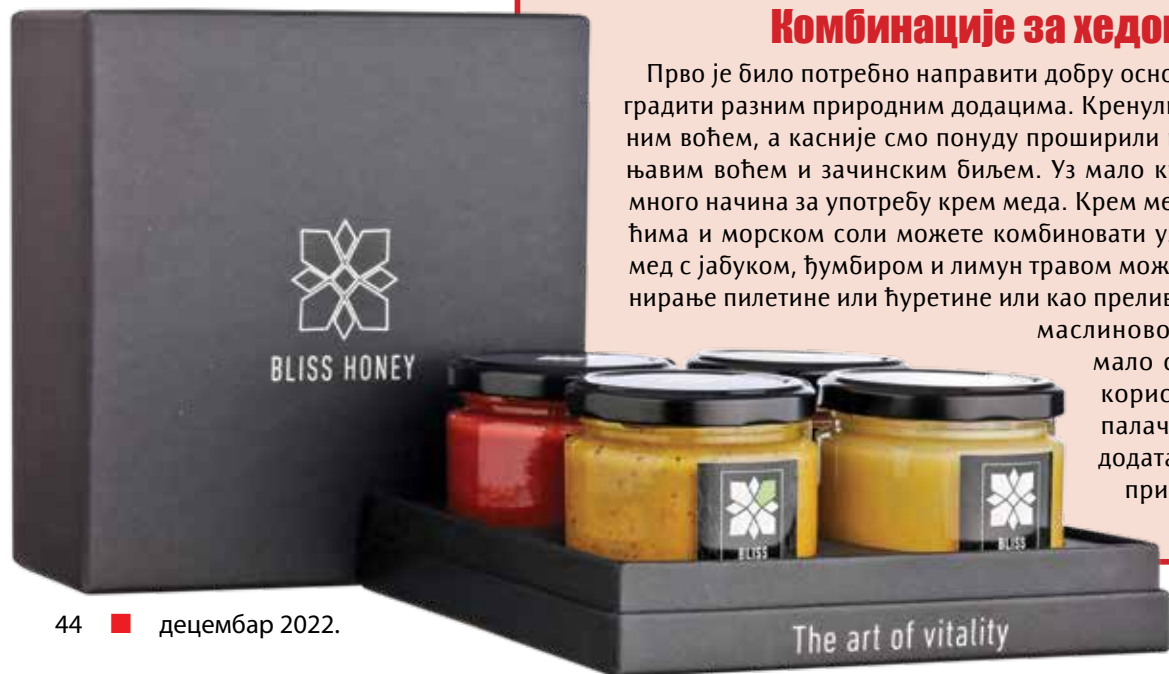 Комбинације за хедо
Прво је било потребно направити добру осно
градити разним природним додацима. Кренул
ним воћем, а касније смо понуду проширили
њавим воћем и зачинским биљем. Уз мало к
много начина за употребу крем меда. Крем ме
ћима и морском соли можете комбиновати у
мед с јабуком, ђумбиром и лимун травом мож
нирање пилетине или ћуретине или као прелив
маслиново
мало
корис
палач
додата
при
BLISS HONEY
BLISS
BLISS
The art of vitality
44 децембар 2022.